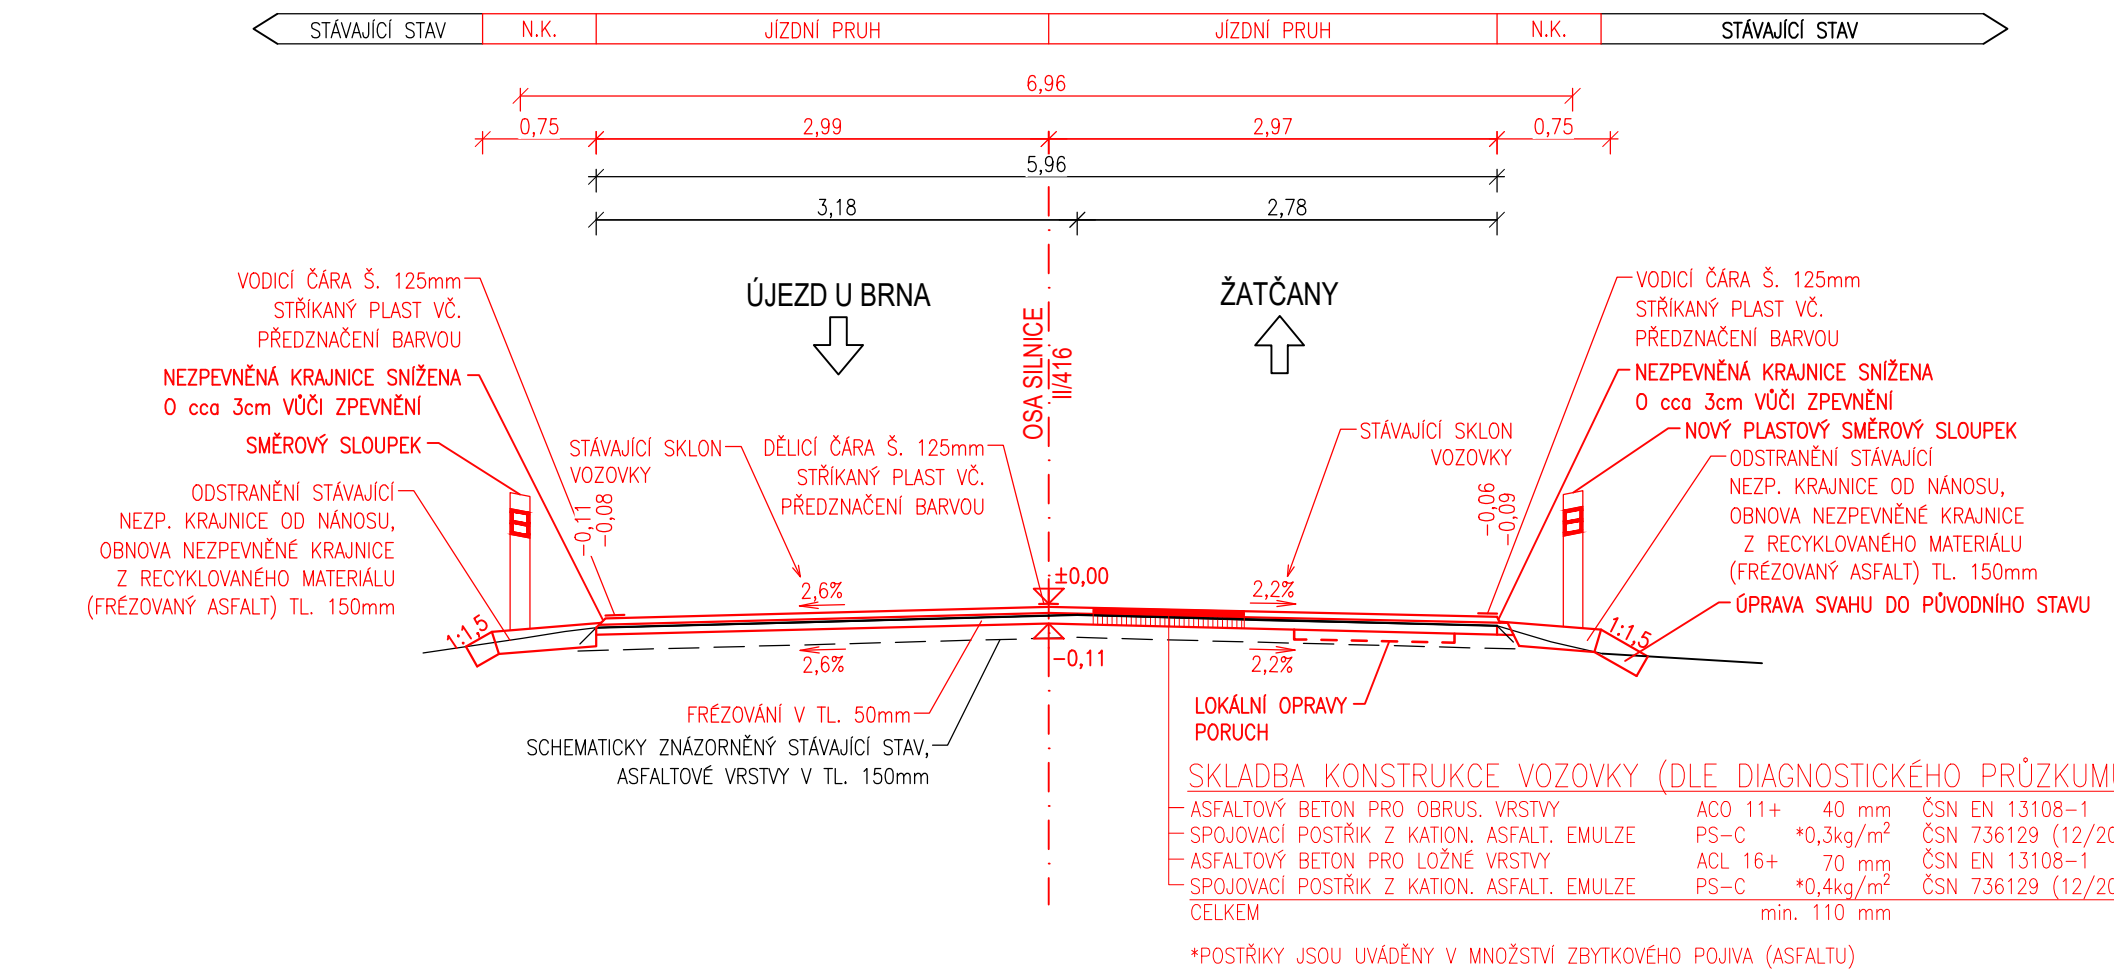 STÁVAJÍCÍ STAV
N.K.
JÍZDNÍ PRUH
JÍZDNÍ PRUH
N.K.
STÁVAJÍCÍ STAV
6,96
0,75
2,99
2,97
0,75
5,96
3,18
2,78
ÚJEZD U BRNA
ŽATČANY
OSA SILNICE
II/416
VODICÍ ČÁRA Š. 125mm
STŘÍKANÝ PLAST VČ.
PŘEDZNAČENÍ BARVOU
NEZPEVNĚNÁ KRAJNICE SNÍŽENA
O cca 3cm VŮČI ZPEVNĚNÍ
SMĚROVÝ SLOUPEK
ODSTRANĚNÍ STÁVAJÍCÍ
NEZP. KRAJNICE OD NÁNOSU,
OBNOVA NEZPEVNĚNÉ KRAJNICE
Z RECYKLOVANÉHO MATERIÁLU
(FRÉZOVANÝ ASFALT) TL. 150mm
STÁVAJÍCÍ SKLON
VOZOVKY
DĚLICÍ ČÁRA Š. 125mm
STŘÍKANÝ PLAST VČ.
PŘEDZNAČENÍ BARVOU
STÁVAJÍCÍ SKLON
VOZOVKY
VODICÍ ČÁRA Š. 125mm
STŘÍKANÝ PLAST VČ.
PŘEDZNAČENÍ BARVOU
NEZPEVNĚNÁ KRAJNICE SNÍŽENA
O cca 3cm VŮČI ZPEVNĚNÍ
NOVÝ PLASTOVÝ SMĚROVÝ SLOUPEK
ODSTRANĚNÍ STÁVAJÍCÍ
NEZP. KRAJNICE OD NÁNOSU,
OBNOVA NEZPEVNĚNÉ KRAJNICE
Z RECYKLOVANÉHO MATERIÁLU
(FRÉZOVANÝ ASFALT) TL. 150mm
ÚPRAVA SVAHU DO PŮVODNÍHO STAVU
-0,11
-0,08
-0,06
-0,09
±0,00
2,6%
2,2%
1:1,5
1:1,5
2,6%
-0,11
2,2%
FRÉZOVÁNÍ V TL. 50mm
SCHEMATICKY ZNÁZORNĚNÝ STÁVAJÍCÍ STAV,
ASFALTOVÉ VRSTVY V TL. 150mm
LOKÁLNÍ OPRAVY
PORUCH
SKLADBA KONSTRUKCE VOZOVKY (DLE DIAGNOSTICKÉHO PRŮZKUMU
ASFALTOVÝ BETON PRO OBRUS. VRSTVY ACO 11+ 40 mm ČSN EN 13108-1
SPOJOVACÍ POSTŘIK Z KATION. ASFALT. EMULZE PS-C *0,3kg/m² ČSN 736129 (12/20
ASFALTOVÝ BETON PRO LOŽNÉ VRSTVY ACL 16+ 70 mm ČSN EN 13108-1
SPOJOVACÍ POSTŘIK Z KATION. ASFALT. EMULZE PS-C *0,4kg/m² ČSN 736129 (12/20
CELKEM min. 110 mm
*POSTŘIKY JSOU UVÁDĚNY V MNOŽSTVÍ ZBYTKOVÉHO POJIVA (ASFALTU)